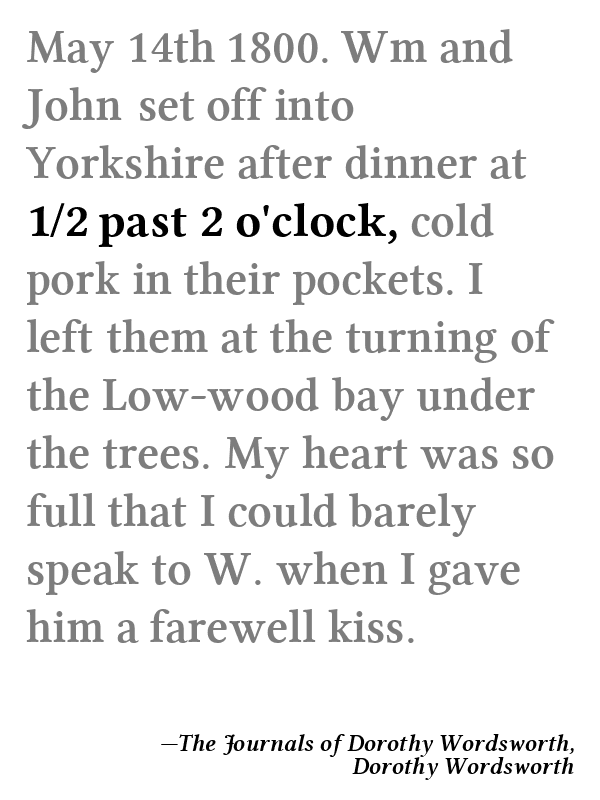 May 14th 1800. Wm and
John set off into
Yorkshire after dinner at
1/2 past 2 o'clock, cold
pork in their pockets. I
left them at the turning of
the Low-wood bay under
the trees. My heart was so
full that I could barely
speak to W. when I gave
him a farewell kiss.
—The Journals of Dorothy Wordsworth,
Dorothy Wordsworth